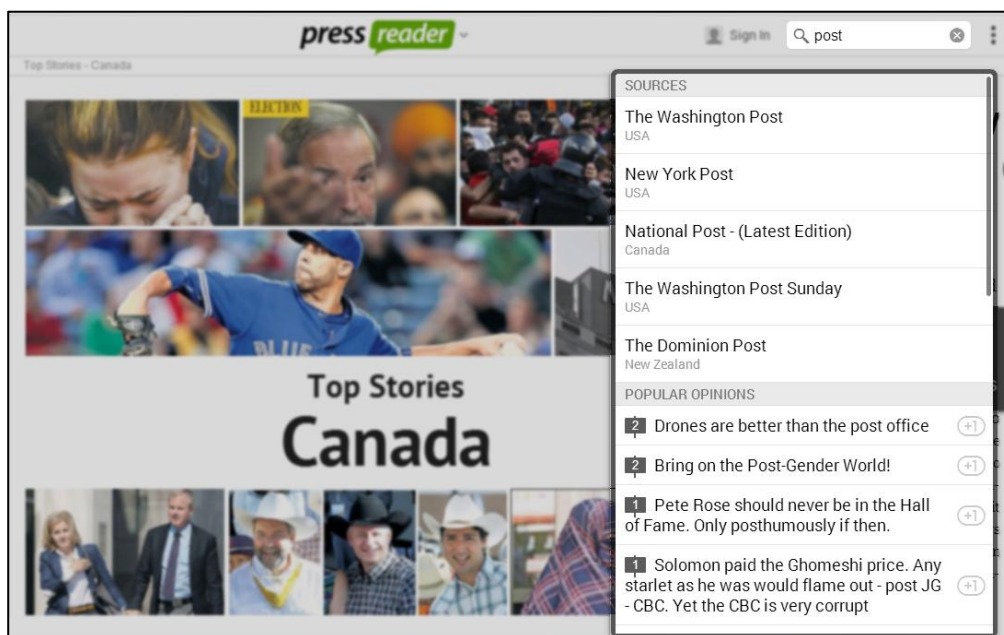 press reader
Sign In
post
Top Stories - Canada
ELECTION
SOURCES
The Washington Post
USA
New York Post
USA
National Post - (Latest Edition)
Canada
The Washington Post Sunday
USA
The Dominion Post
New Zealand
POPULAR OPINIONS
2 Drones are better than the post office +1
2 Bring on the Post-Gender World! +1
1 Pete Rose should never be in the Hall
of Fame. Only posthumously if then. +1
1 Solomon paid the Ghomeshi price. Any
starlet as he was would flame out - post JG +1
- CBC. Yet the CBC is very corrupt
BLUE
Top Stories
Canada